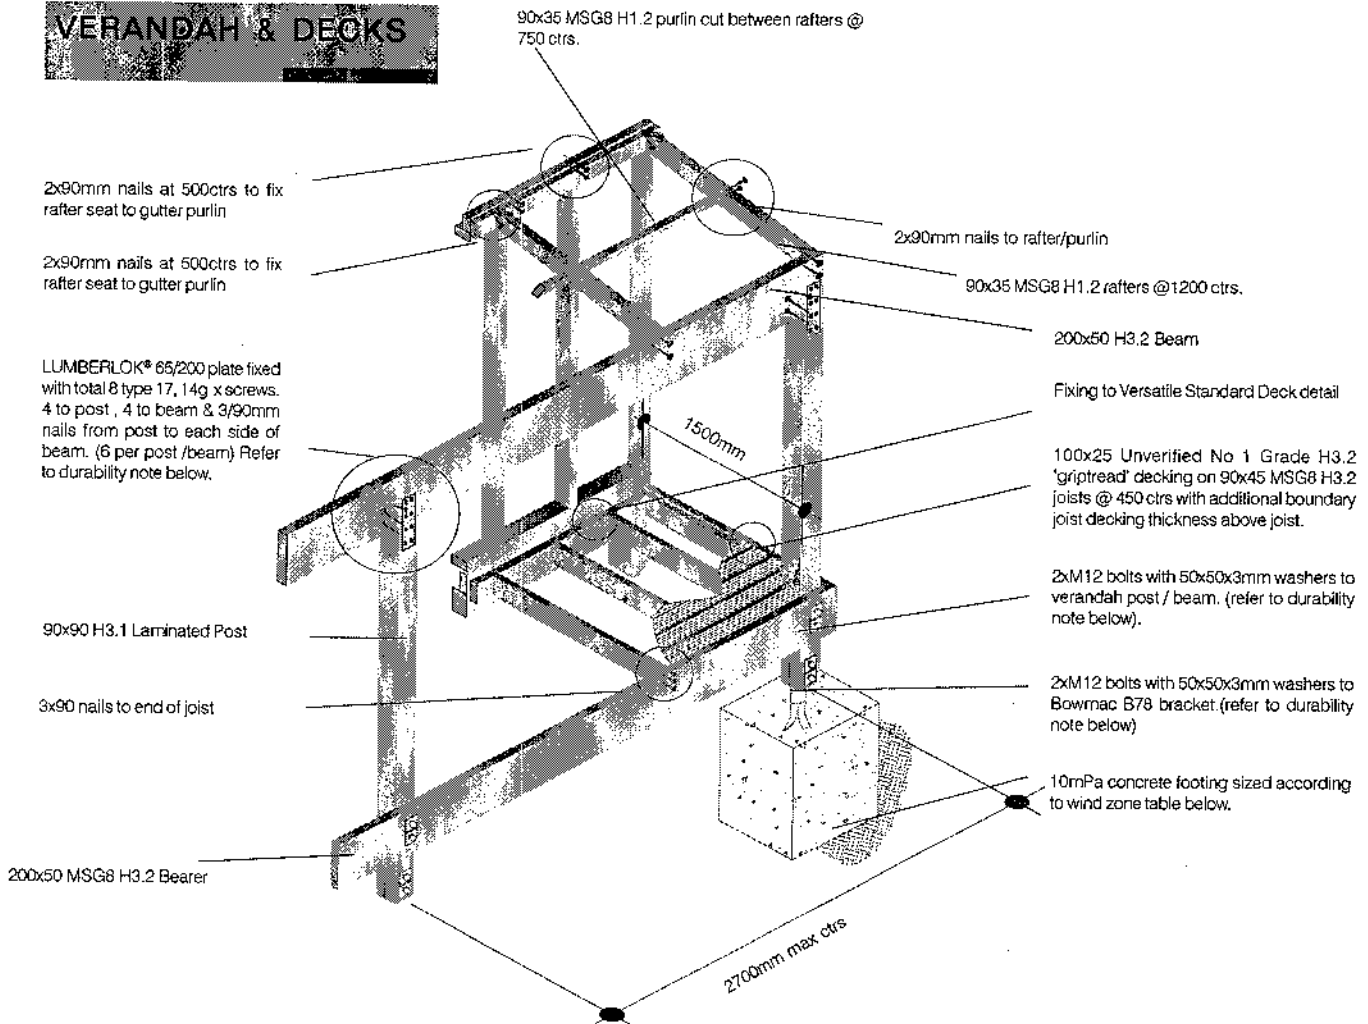 VERANDAH & DECKS
90x35 MSG8 H1.2 purlin cut between rafters @
750 ctrs.
2x90mm nails at 500ctrs to fix
rafter seat to gutter purlin
2x90mm nails at 500ctrs to fix
rafter seat to gutter purlin
LUMBERLOK® 65/200 plate fixed
with total 8 type 17, 14g x screws.
4 to post , 4 to beam & 3/90mm
nails from post to each side of
beam. (6 per post /beam) Refer
to durability note below.
90x90 H3.1 Laminated Post
3x90 nails to end of joist
200x50 MSG8 H3.2 Bearer
2x90mm nails to rafter/purlin
90x35 MSG8 H1.2 rafters @1200 ctrs.
200x50 H3.2 Beam
Fixing to Versatile Standard Deck detail
1500mm
100x25 Unverified No 1 Grade H3.2
'griptread' decking on 90x45 MSG8 H3.2
joists @ 450 ctrs with additional boundary
joist decking thickness above joist.
2xM12 bolts with 50x50x3mm washers to
verandah post / beam. (refer to durability
note below).
2xM12 bolts with 50x50x3mm washers to
Bowmac B78 bracket.(refer to durability
note below)
10mPa concrete footing sized according
to wind zone table below.
2700mm max ctrs